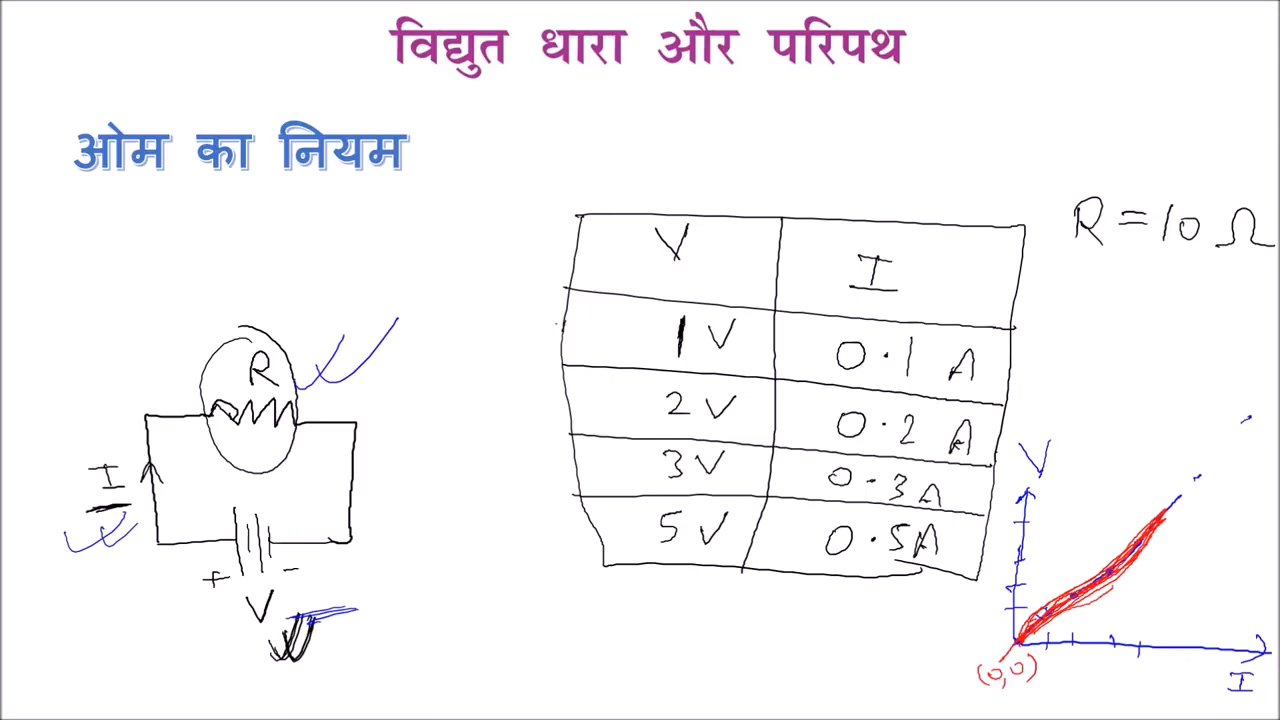 विद्युत धारा और परिपथ
ओम का नियम
R = 10 Ω
V I
1 V 0.1 A
2 V 0.2 A
3 V 0.3 A
5 V 0.5 A
R
I
+ -
V
V
I
(0,0)